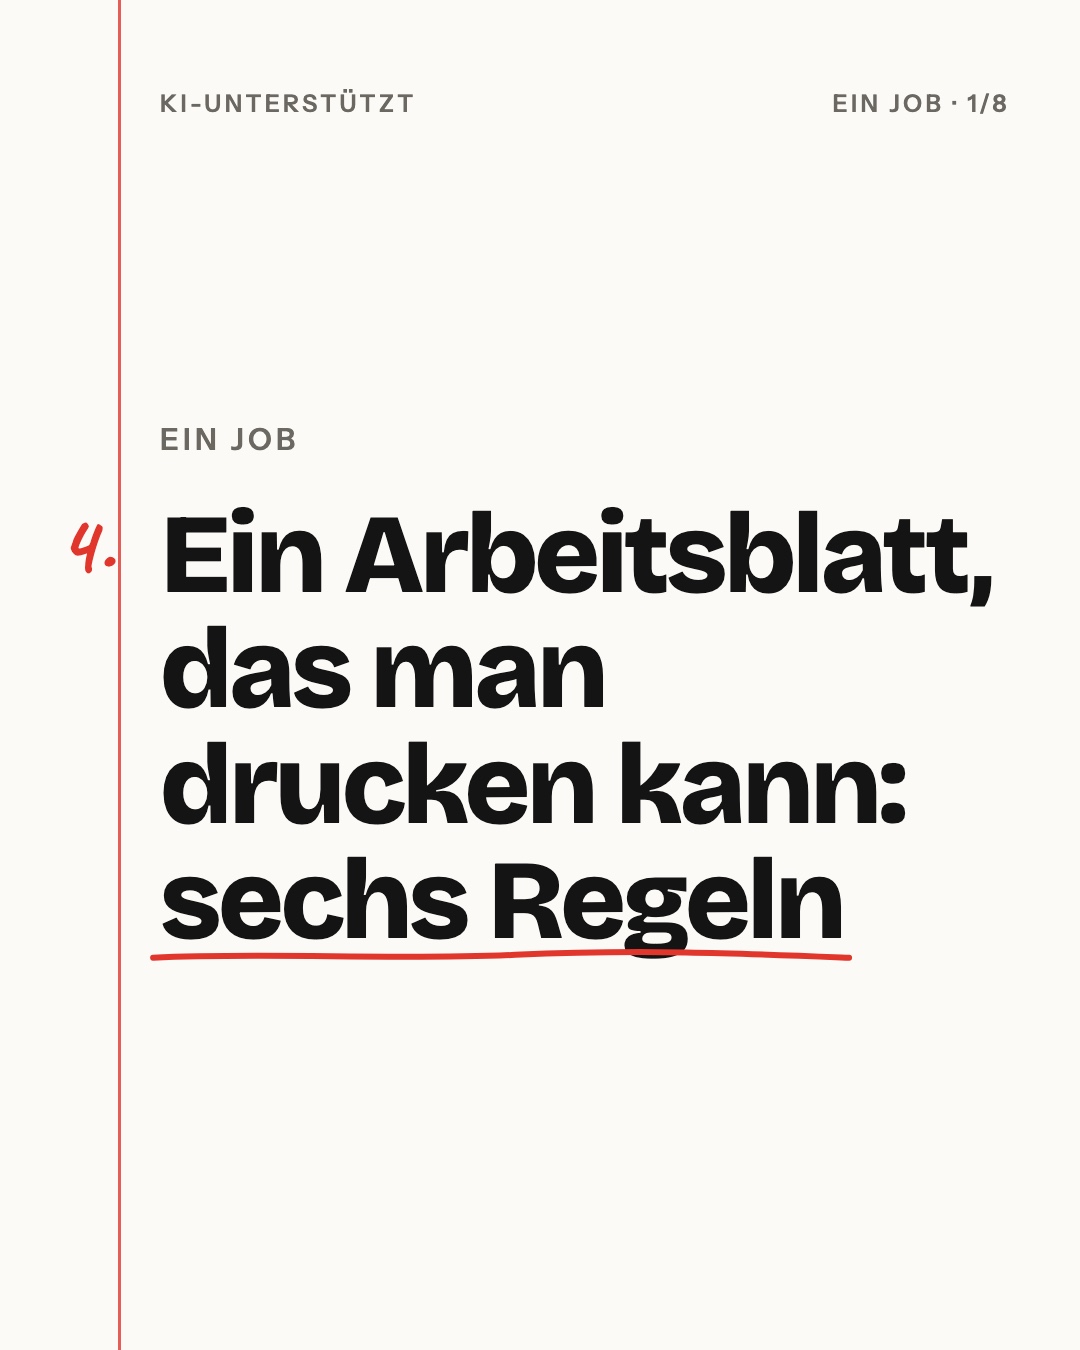 KI-UNTERSTÜTZT
EIN JOB · 1/8
EIN JOB
4.
Ein Arbeitsblatt,
das man
drucken kann:
sechs Regeln